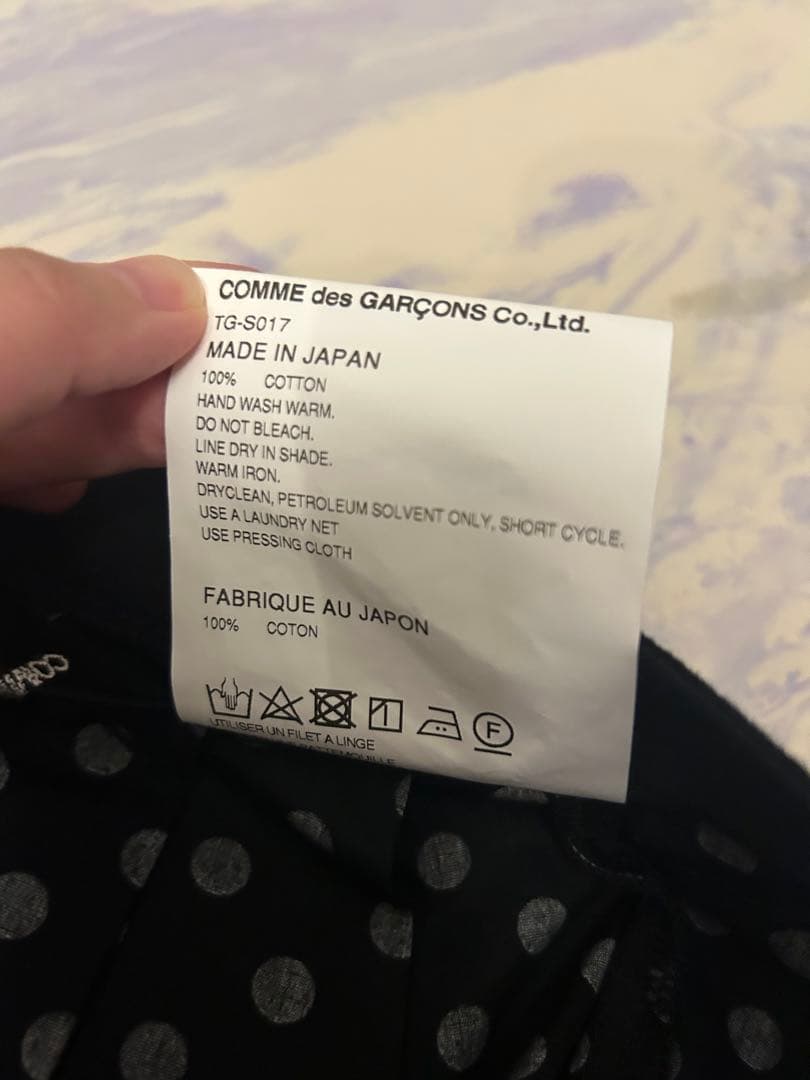 COMME des GARÇONS Co.,Ltd.
TG-S017
MADE IN JAPAN
100% COTTON
HAND WASH WARM.
DO NOT BLEACH.
LINE DRY IN SHADE.
WARM IRON.
DRYCLEAN, PETROLEUM SOLVENT ONLY, SHORT CYCLE.
USE A LAUNDRY NET
USE PRESSING CLOTH
FABRIQUE AU JAPON
100% COTON
F
UTILISER UN FILET A LINGE